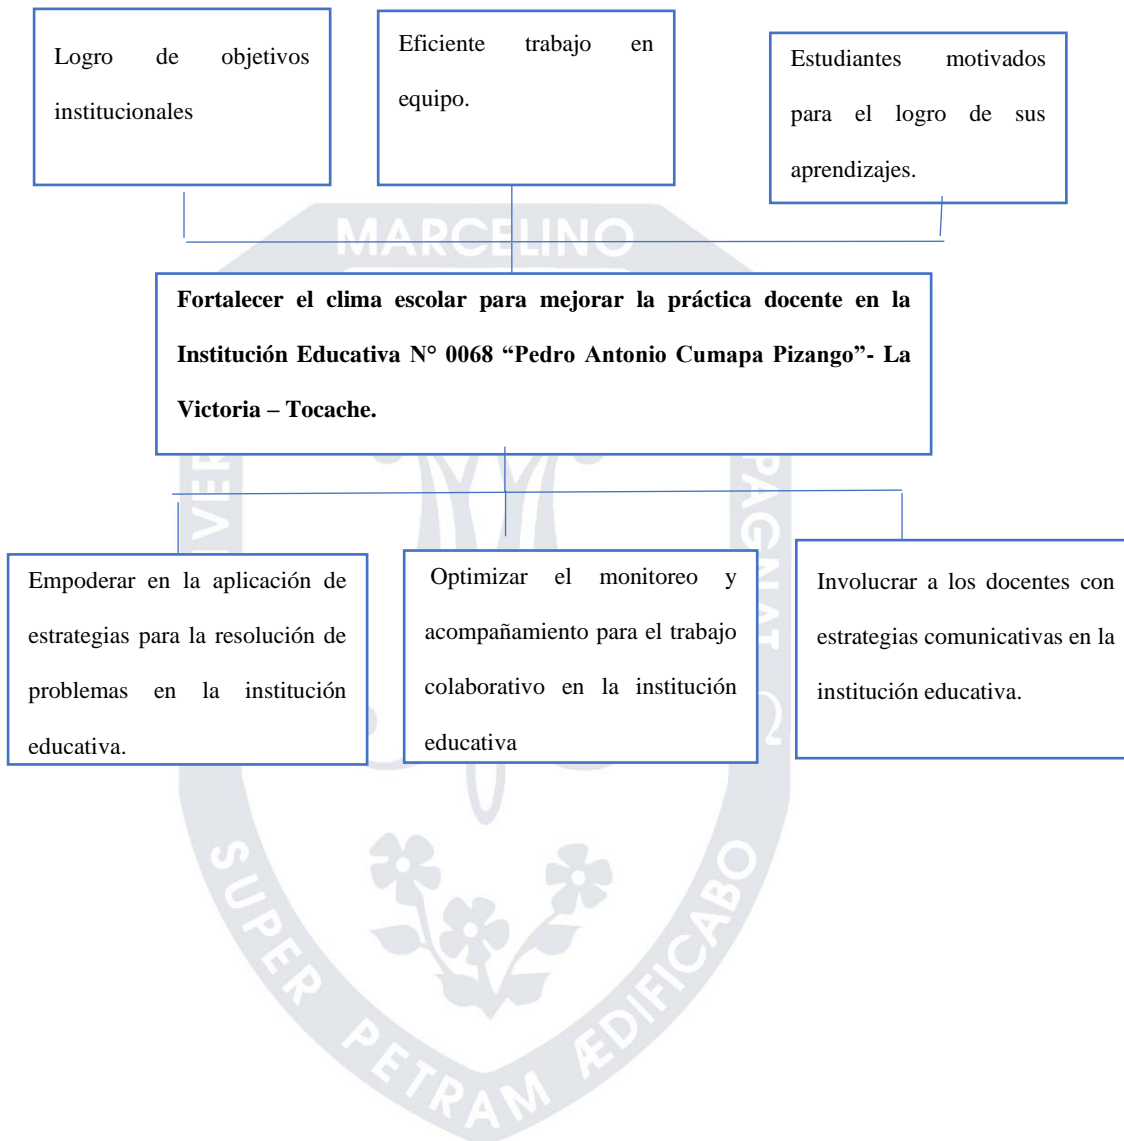 Logro de objetivos
institucionales
Eficiente trabajo en
equipo.
Estudiantes motivados
para el logro de sus
aprendizajes.
MARCELINO
Fortalecer el clima escolar para mejorar la práctica docente en la
Institución Educativa N° 0068 “Pedro Antonio Cumapa Pizango”- La
Victoria – Tocache.
Empoderar en la aplicación de
estrategias para la resolución de
problemas en la institución
educativa.
Optimizar el monitoreo y
acompañamiento para el trabajo
colaborativo en la institución
educativa
Involucrar a los docentes con
estrategias comunicativas en la
institución educativa.
SUPER PETRAM ÆDIFICABO